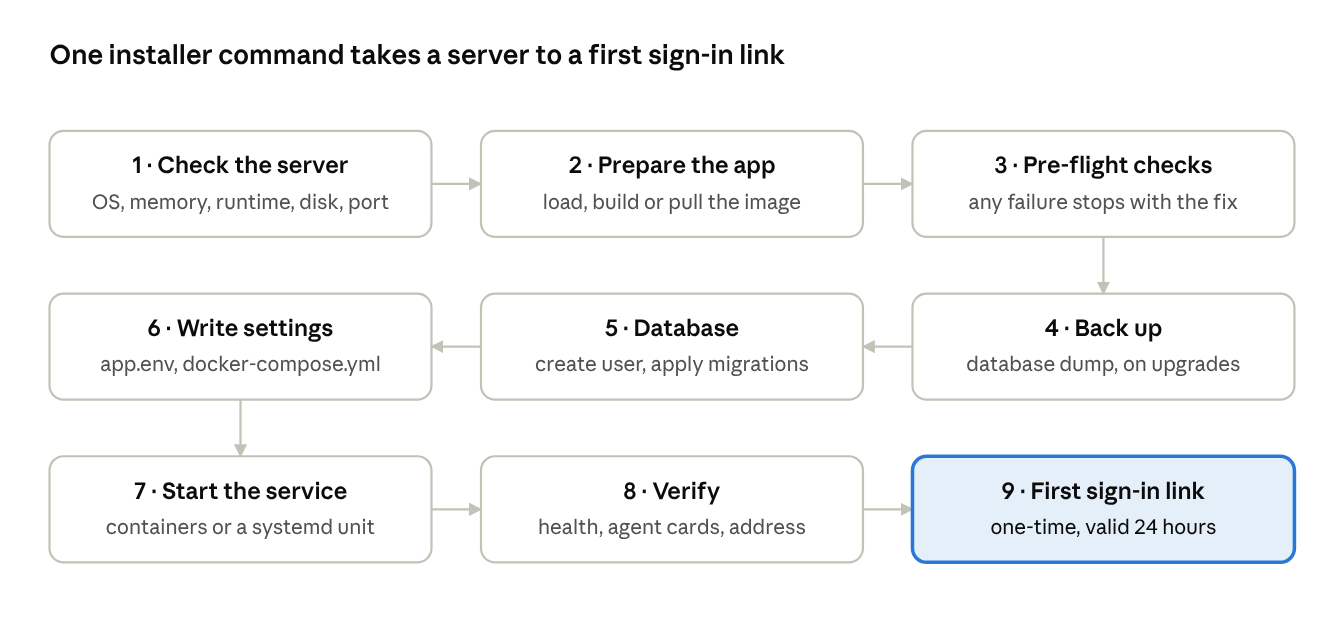 One installer command takes a server to a first sign-in link
1 · Check the server
OS, memory, runtime, disk, port
2 · Prepare the app
load, build or pull the image
3 · Pre-flight checks
any failure stops with the fix
4 · Back up
database dump, on upgrades
5 · Database
create user, apply migrations
6 · Write settings
app.env, docker-compose.yml
7 · Start the service
containers or a systemd unit
8 · Verify
health, agent cards, address
9 · First sign-in link
one-time, valid 24 hours